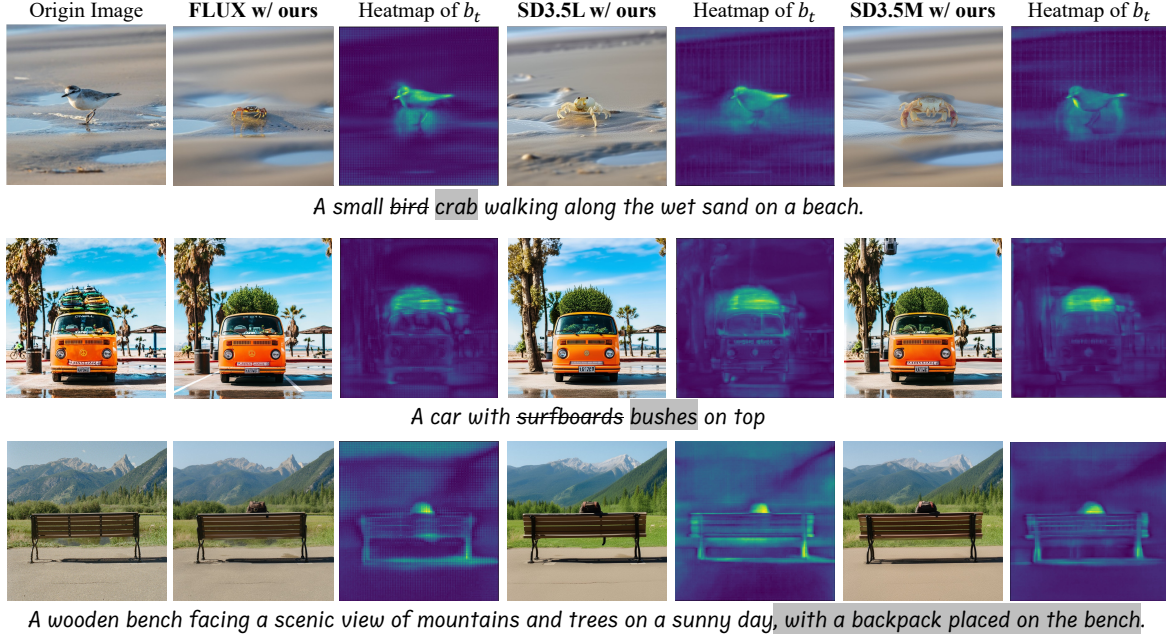 Origin Image FLUX w/ ours Heatmap of b_t SD3.5L w/ ours Heatmap of b_t SD3.5M w/ ours Heatmap of b_t
A small bird crab walking along the wet sand on a beach.
A car with surfboards bushes on top
A wooden bench facing a scenic view of mountains and trees on a sunny day, with a backpack placed on the bench.